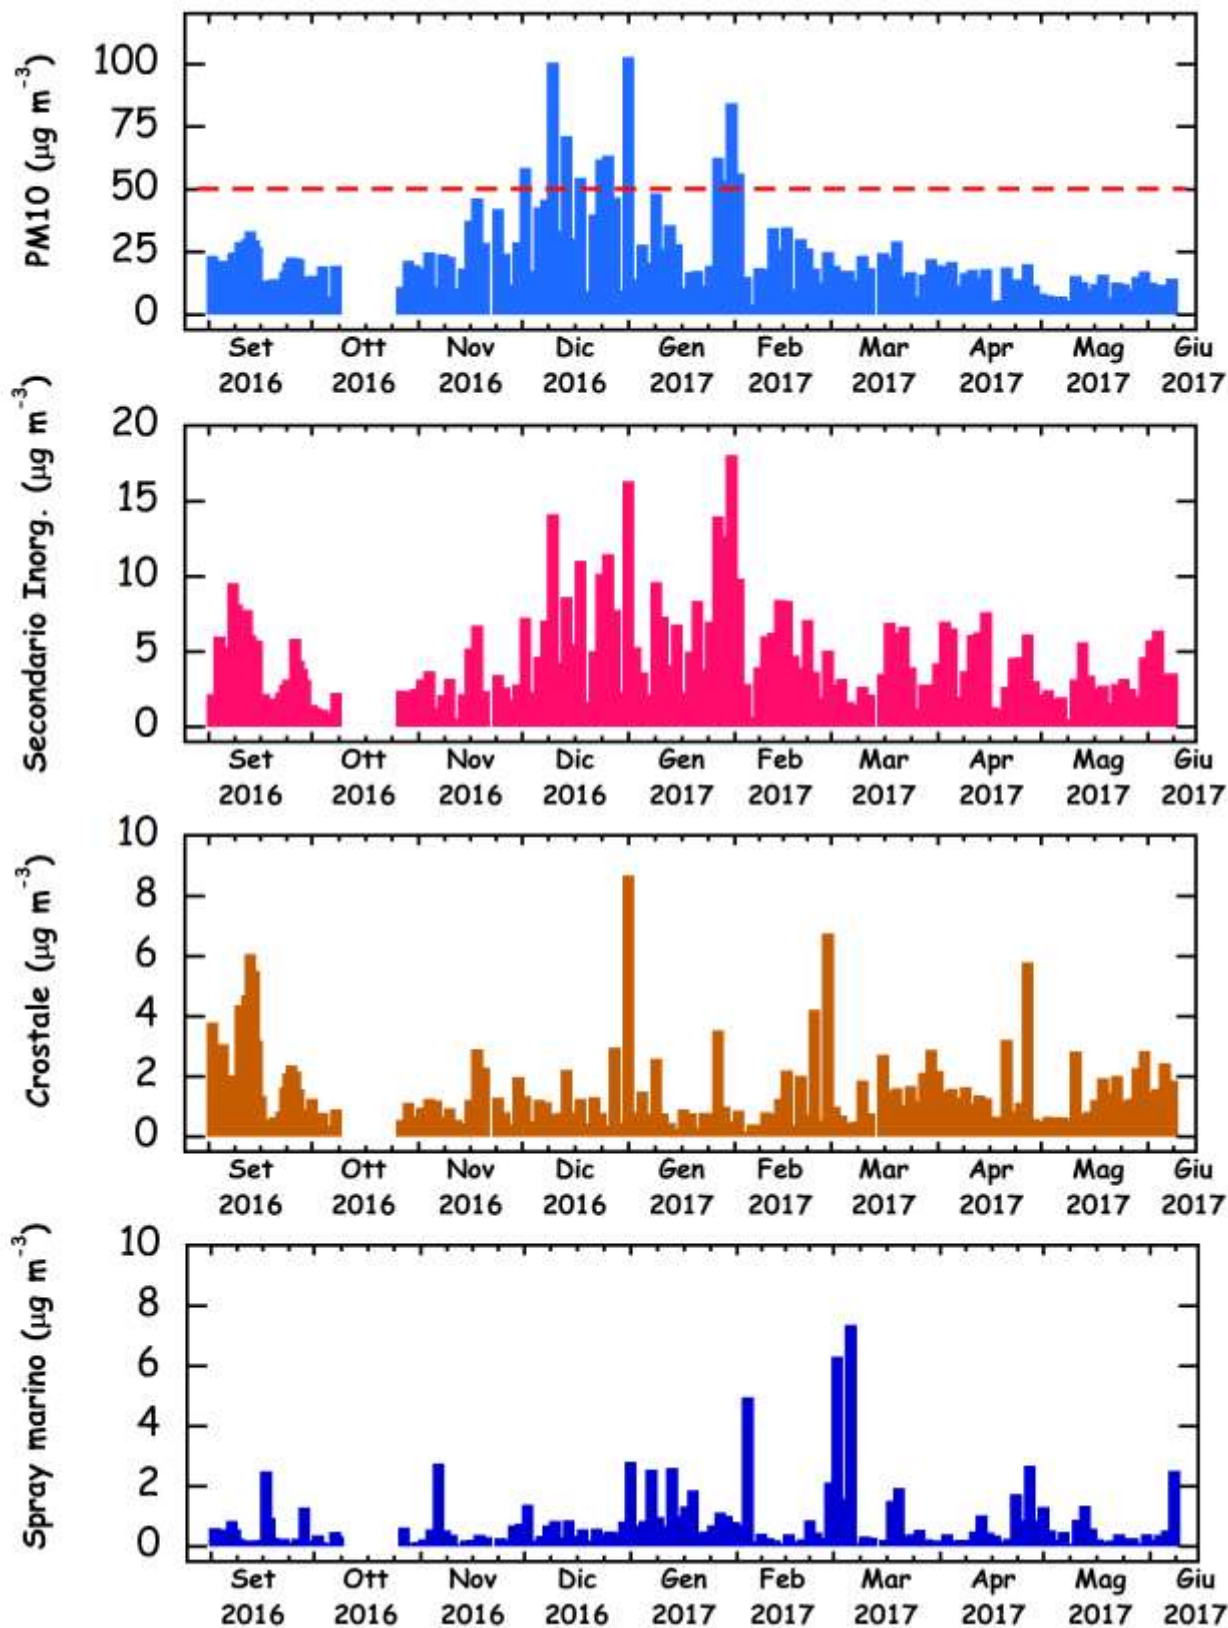 PM10 (μg m⁻³)
100
75
50
25
0
Set Ott Nov Dic Gen Feb Mar Apr Mag Giu
2016 2016 2016 2016 2017 2017 2017 2017 2017 2017
Secondario Inorg. (μg m⁻³)
20
15
10
5
0
Set Ott Nov Dic Gen Feb Mar Apr Mag Giu
2016 2016 2016 2016 2017 2017 2017 2017 2017 2017
Crostale (μg m⁻³)
10
8
6
4
2
0
Set Ott Nov Dic Gen Feb Mar Apr Mag Giu
2016 2016 2016 2016 2017 2017 2017 2017 2017 2017
Spray marino (μg m⁻³)
10
8
6
4
2
0
Set Ott Nov Dic Gen Feb Mar Apr Mag Giu
2016 2016 2016 2016 2017 2017 2017 2017 2017 2017